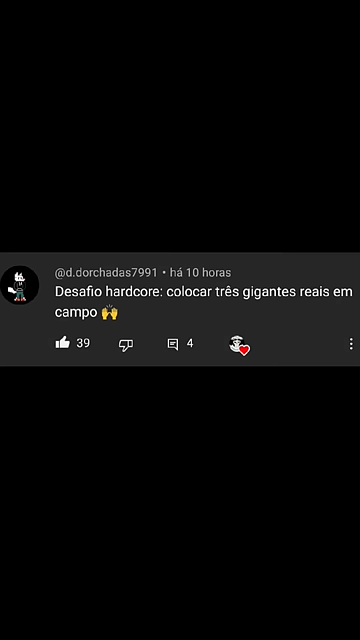 @d.dorchadas7991 • há 10 horas
Desafio hardcore: colocar três gigantes reais em
campo 🙌
39
4